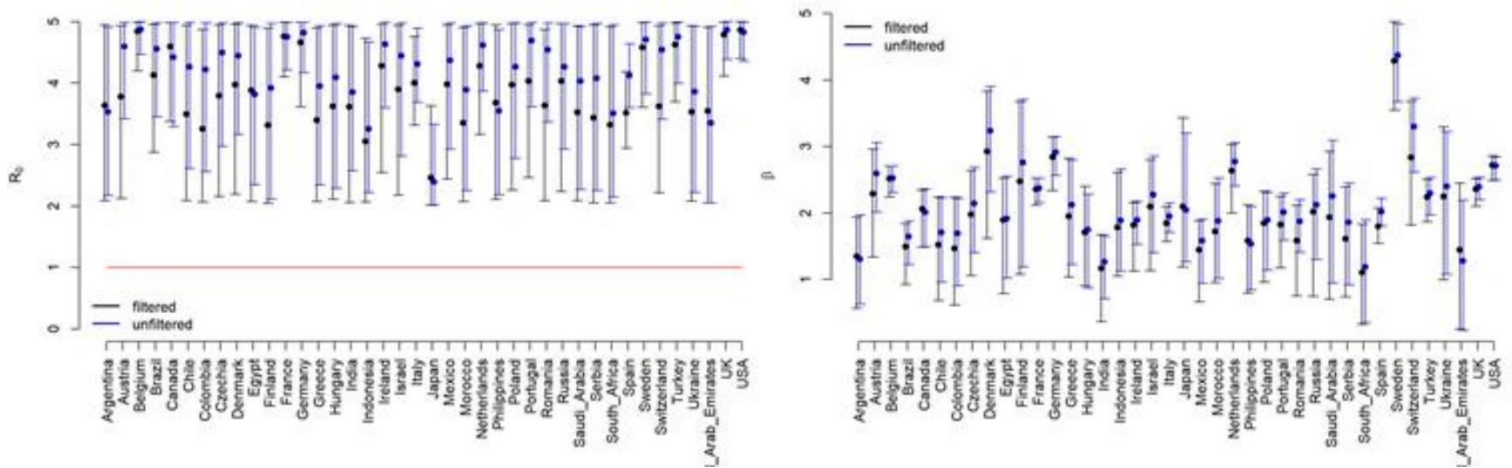 5
4
3
2
1
0
R0
filtered
unfiltered
Argentina
Austria
Belgium
Brazil
Canada
Chile
Colombia
Czechia
Denmark
Egypt
Finland
France
Germany
Greece
Hungary
India
Indonesia
Ireland
Israel
Italy
Japan
Mexico
Morocco
Netherlands
Philippines
Poland
Portugal
Romania
Russia
Saudi_Arabia
Serbia
South_Africa
Spain
Sweden
Switzerland
Turkey
Ukraine
_Arab_Emirates
UK
USA
filtered
unfiltered
5
4
3
2
1
β
Argentina
Austria
Belgium
Brazil
Canada
Chile
Colombia
Czechia
Denmark
Egypt
Finland
France
Germany
Greece
Hungary
India
Indonesia
Ireland
Israel
Italy
Japan
Mexico
Morocco
Netherlands
Philippines
Poland
Portugal
Romania
Russia
Saudi_Arabia
Serbia
South_Africa
Spain
Sweden
Switzerland
Turkey
Ukraine
_Arab_Emirates
UK
USA